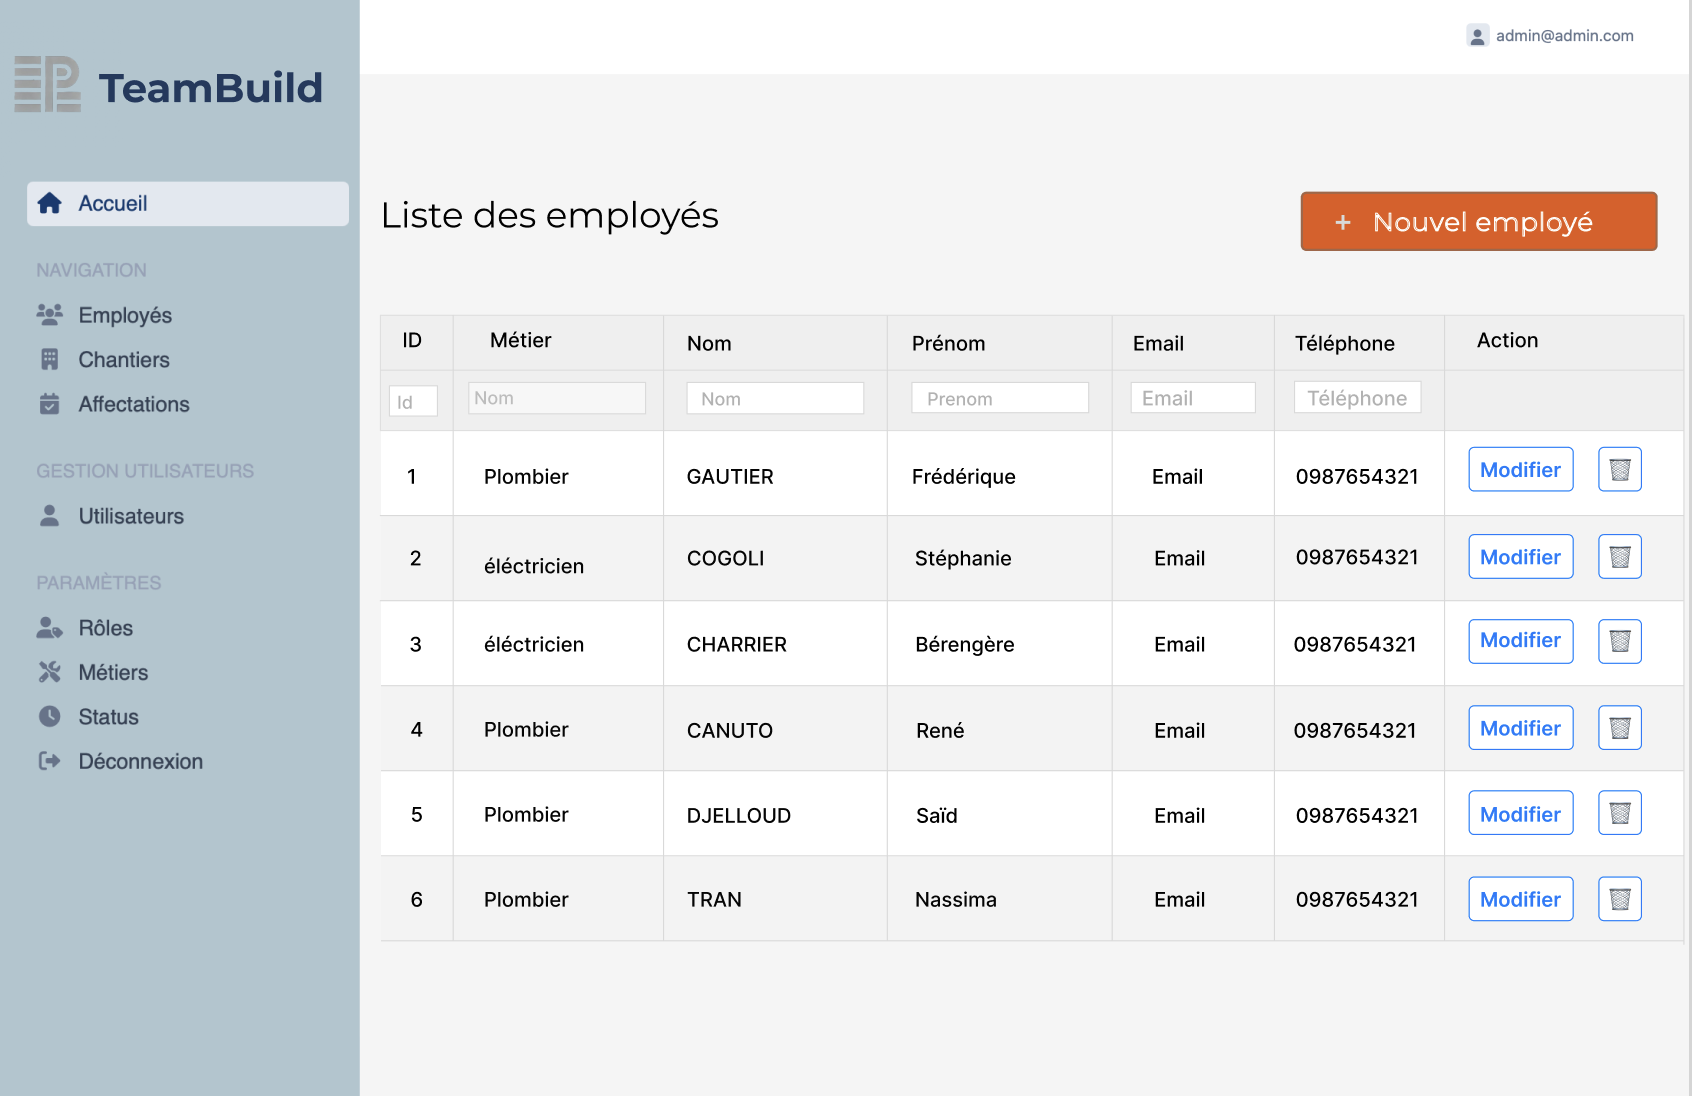 admin@admin.com
TeamBuild
Accueil
NAVIGATION
Employés
Chantiers
Affectations
GESTION UTILISATEURS
Utilisateurs
PARAMÈTRES
Rôles
Métiers
Status
Déconnexion
Liste des employés
+ Nouvel employé
ID Métier Nom Prénom Email Téléphone Action
Id Nom Nom Prenom Email Téléphone
1 Plombier GAUTIER Frédérique Email 0987654321 Modifier
2 éléctricien COGOLI Stéphanie Email 0987654321 Modifier
3 éléctricien CHARRIER Bérengère Email 0987654321 Modifier
4 Plombier CANUTO René Email 0987654321 Modifier
5 Plombier DJELLOUD Saïd Email 0987654321 Modifier
6 Plombier TRAN Nassima Email 0987654321 Modifier